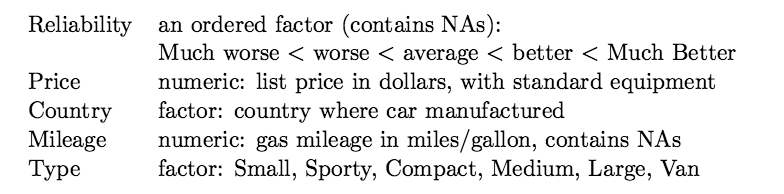 Reliability an ordered factor (contains NAs):
Much worse < worse < average < better < Much Better
Price numeric: list price in dollars, with standard equipment
Country factor: country where car manufactured
Mileage numeric: gas mileage in miles/gallon, contains NAs
Type factor: Small, Sporty, Compact, Medium, Large, Van